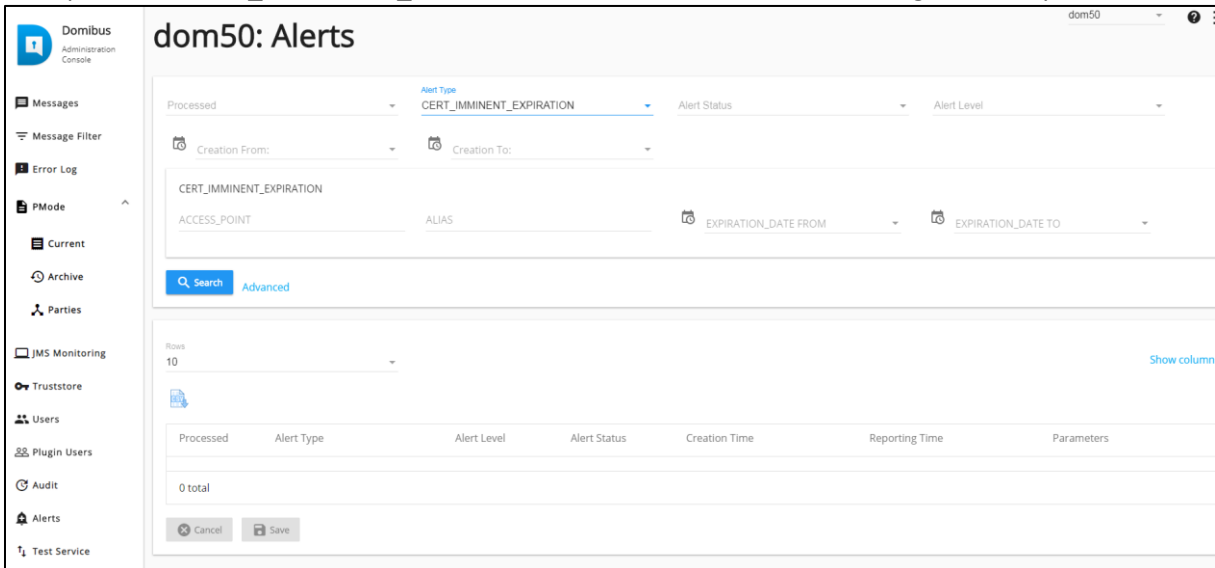 Domibus
Administration
Console
Messages
Message Filter
Error Log
PMode
Current
Archive
Parties
JMS Monitoring
Truststore
Users
Plugin Users
Audit
Alerts
Test Service
dom50
dom50: Alerts
Processed
Alert Type
CERT_IMMINENT_EXPIRATION
Alert Status
Alert Level
Creation From:
Creation To:
CERT_IMMINENT_EXPIRATION
ACCESS_POINT
ALIAS
EXPIRATION_DATE FROM
EXPIRATION_DATE TO
Search
Advanced
Rows
10
Show column
Processed Alert Type Alert Level Alert Status Creation Time Reporting Time Parameters
0 total
Cancel Save